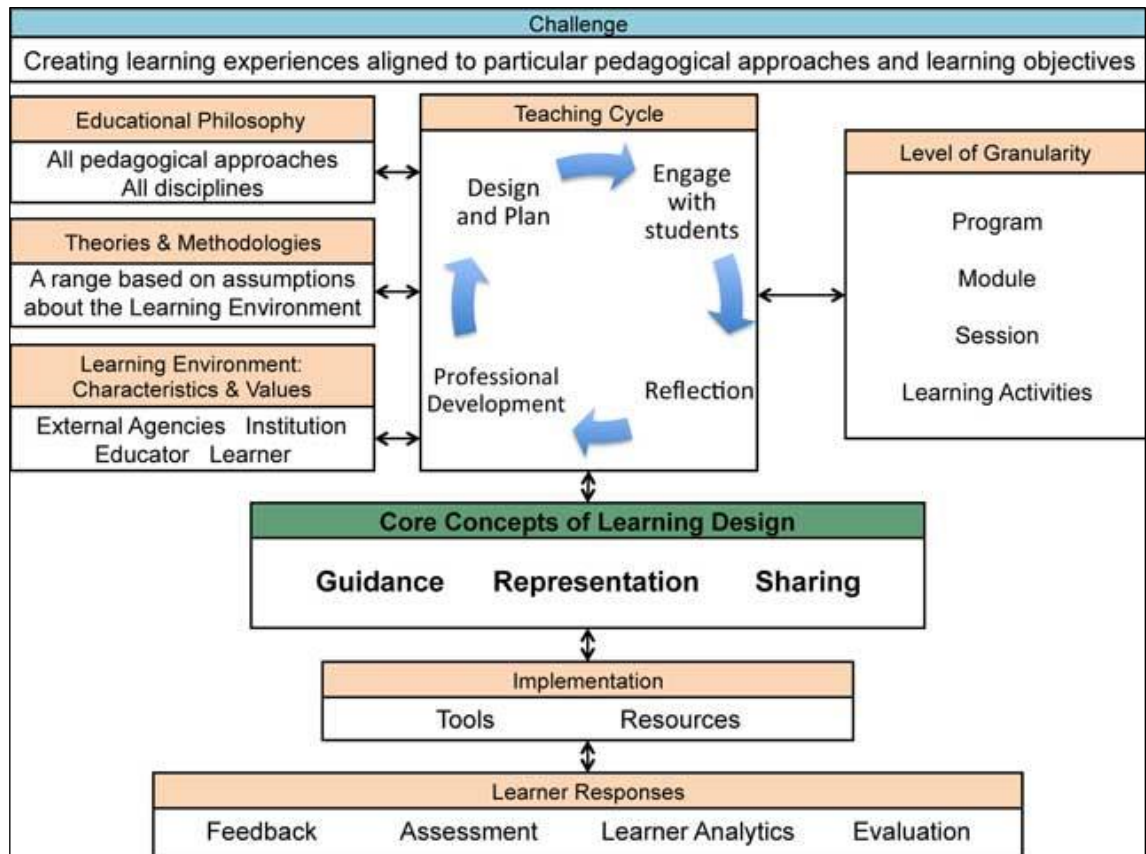 Challenge
Creating learning experiences aligned to particular pedagogical approaches and learning objectives
Educational Philosophy
All pedagogical approaches
All disciplines
Theories & Methodologies
A range based on assumptions
about the Learning Environment
Learning Environment:
Characteristics & Values
External Agencies Institution
Educator Learner
Teaching Cycle
Design
and Plan
Engage
with
students
Reflection
Professional
Development
Level of Granularity
Program
Module
Session
Learning Activities
Core Concepts of Learning Design
Guidance Representation Sharing
Implementation
Tools Resources
Learner Responses
Feedback Assessment Learner Analytics Evaluation